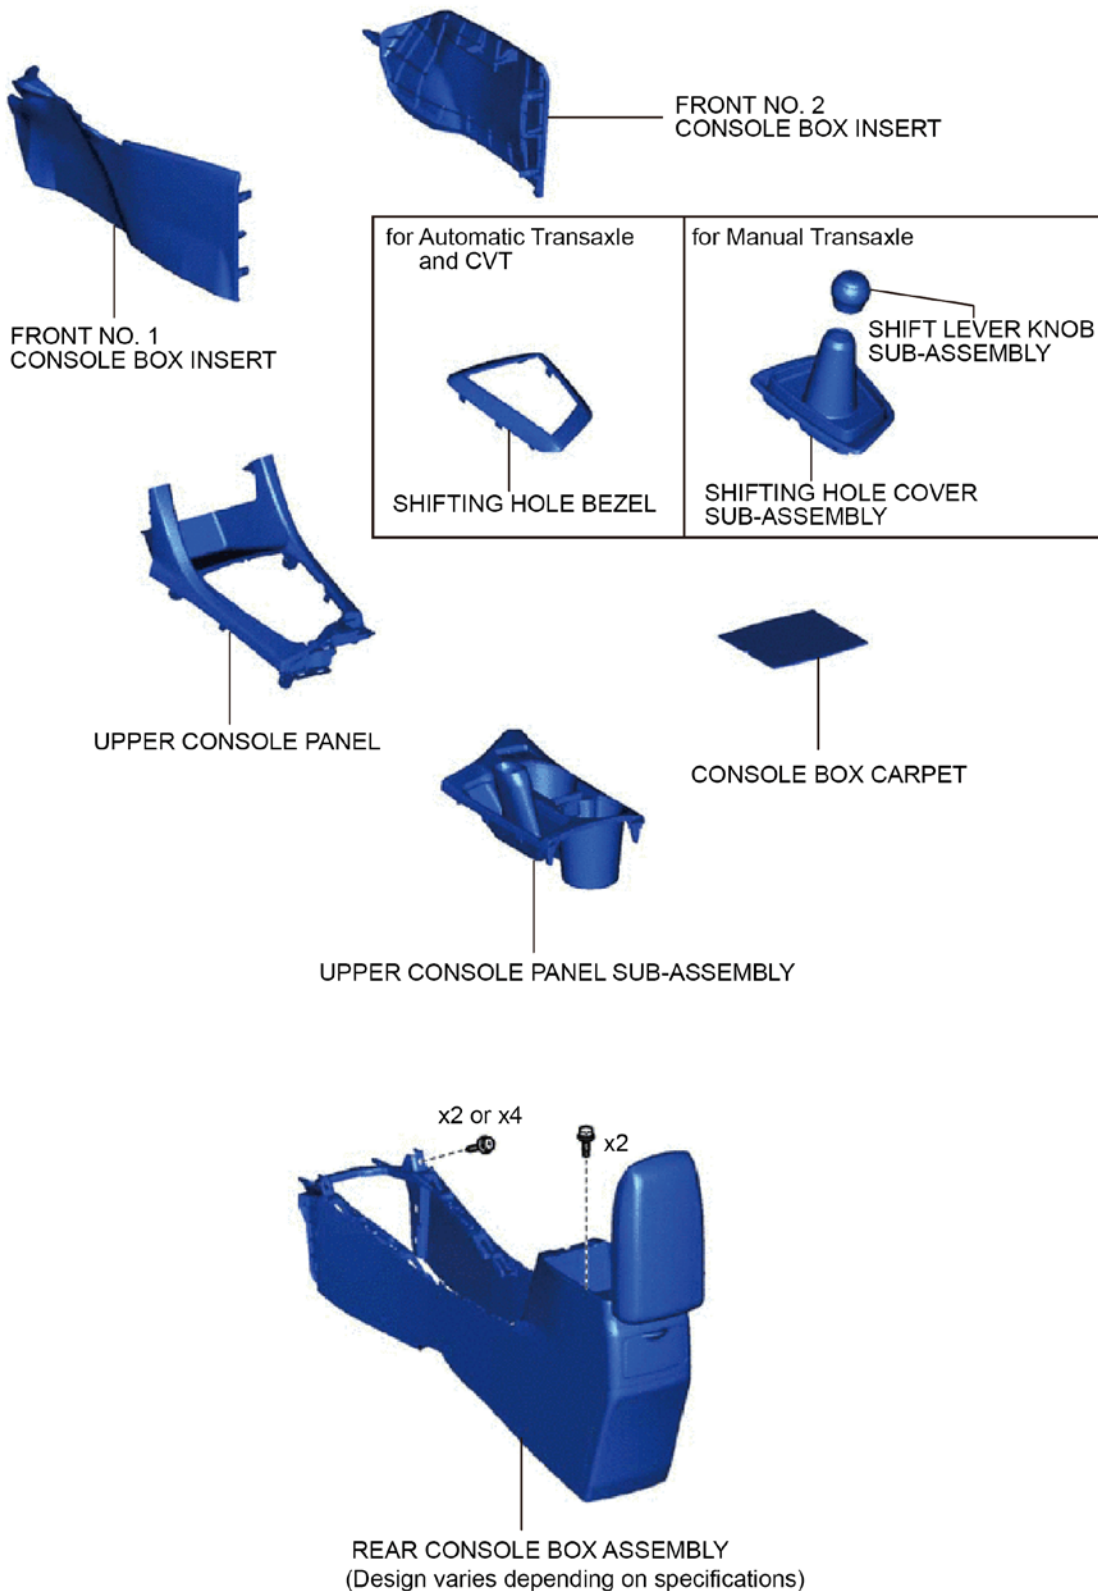 FRONT NO. 2
CONSOLE BOX INSERT
FRONT NO. 1
CONSOLE BOX INSERT
for Automatic Transaxle
and CVT
SHIFTING HOLE BEZEL
for Manual Transaxle
SHIFT LEVER KNOB
SUB-ASSEMBLY
SHIFTING HOLE COVER
SUB-ASSEMBLY
UPPER CONSOLE PANEL
CONSOLE BOX CARPET
UPPER CONSOLE PANEL SUB-ASSEMBLY
x2 or x4
x2
REAR CONSOLE BOX ASSEMBLY
(Design varies depending on specifications)